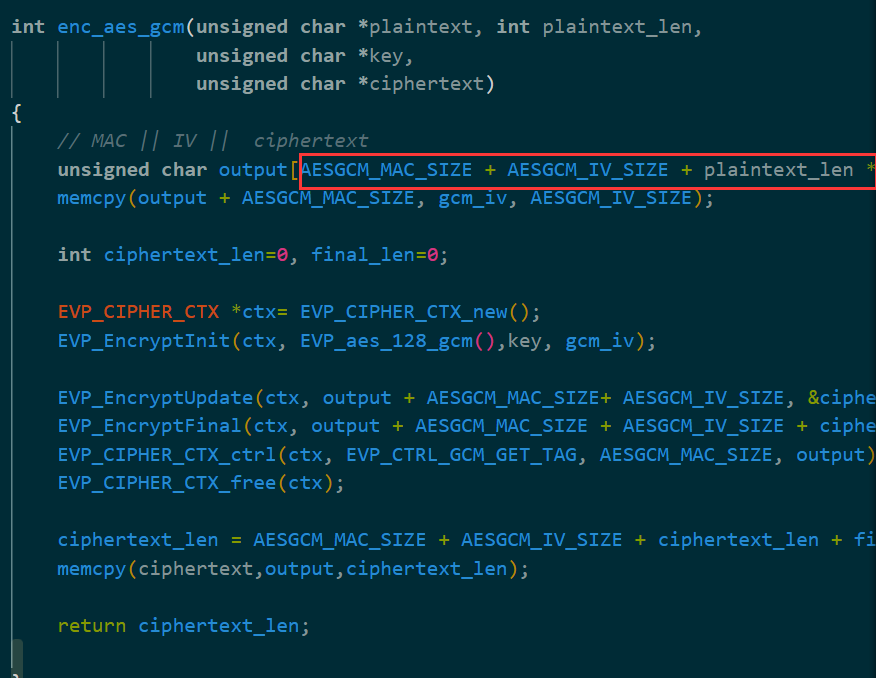 int enc_aes_gcm(unsigned char *plaintext, int plaintext_len,
unsigned char *key,
unsigned char *ciphertext)
{
// MAC || IV ||  ciphertext
unsigned char output[AESGCM_MAC_SIZE + AESGCM_IV_SIZE + plaintext_len *
memcpy(output + AESGCM_MAC_SIZE, gcm_iv, AESGCM_IV_SIZE);
int ciphertext_len=0, final_len=0;
EVP_CIPHER_CTX *ctx= EVP_CIPHER_CTX_new();
EVP_EncryptInit(ctx, EVP_aes_128_gcm(),key, gcm_iv);
EVP_EncryptUpdate(ctx, output + AESGCM_MAC_SIZE+ AESGCM_IV_SIZE, &ciphe
EVP_EncryptFinal(ctx, output + AESGCM_MAC_SIZE + AESGCM_IV_SIZE + ciphe
EVP_CIPHER_CTX_ctrl(ctx, EVP_CTRL_GCM_GET_TAG, AESGCM_MAC_SIZE, output)
EVP_CIPHER_CTX_free(ctx);
ciphertext_len = AESGCM_MAC_SIZE + AESGCM_IV_SIZE + ciphertext_len + fi
memcpy(ciphertext,output,ciphertext_len);
return ciphertext_len;
}